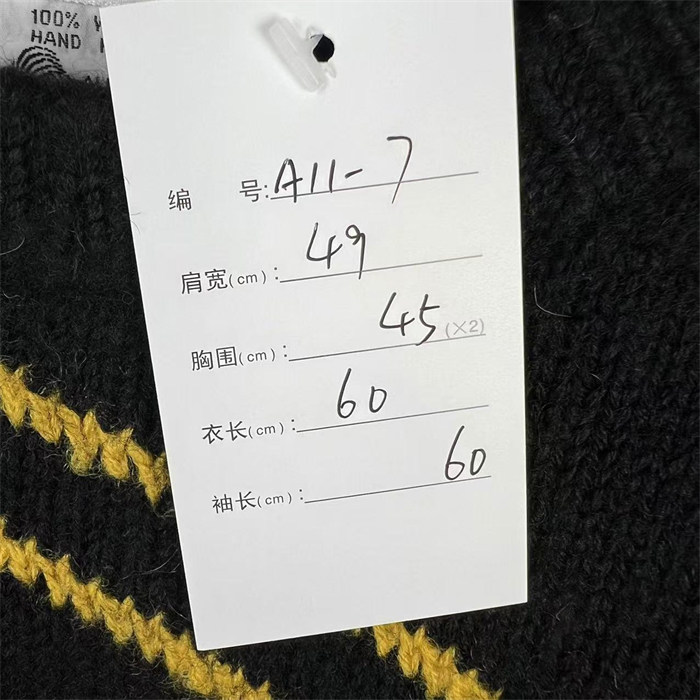 100%
HAND
编 号: A11-7
肩宽(cm): 49
胸围(cm): 45(×2)
衣长(cm): 60
袖长(cm): 60